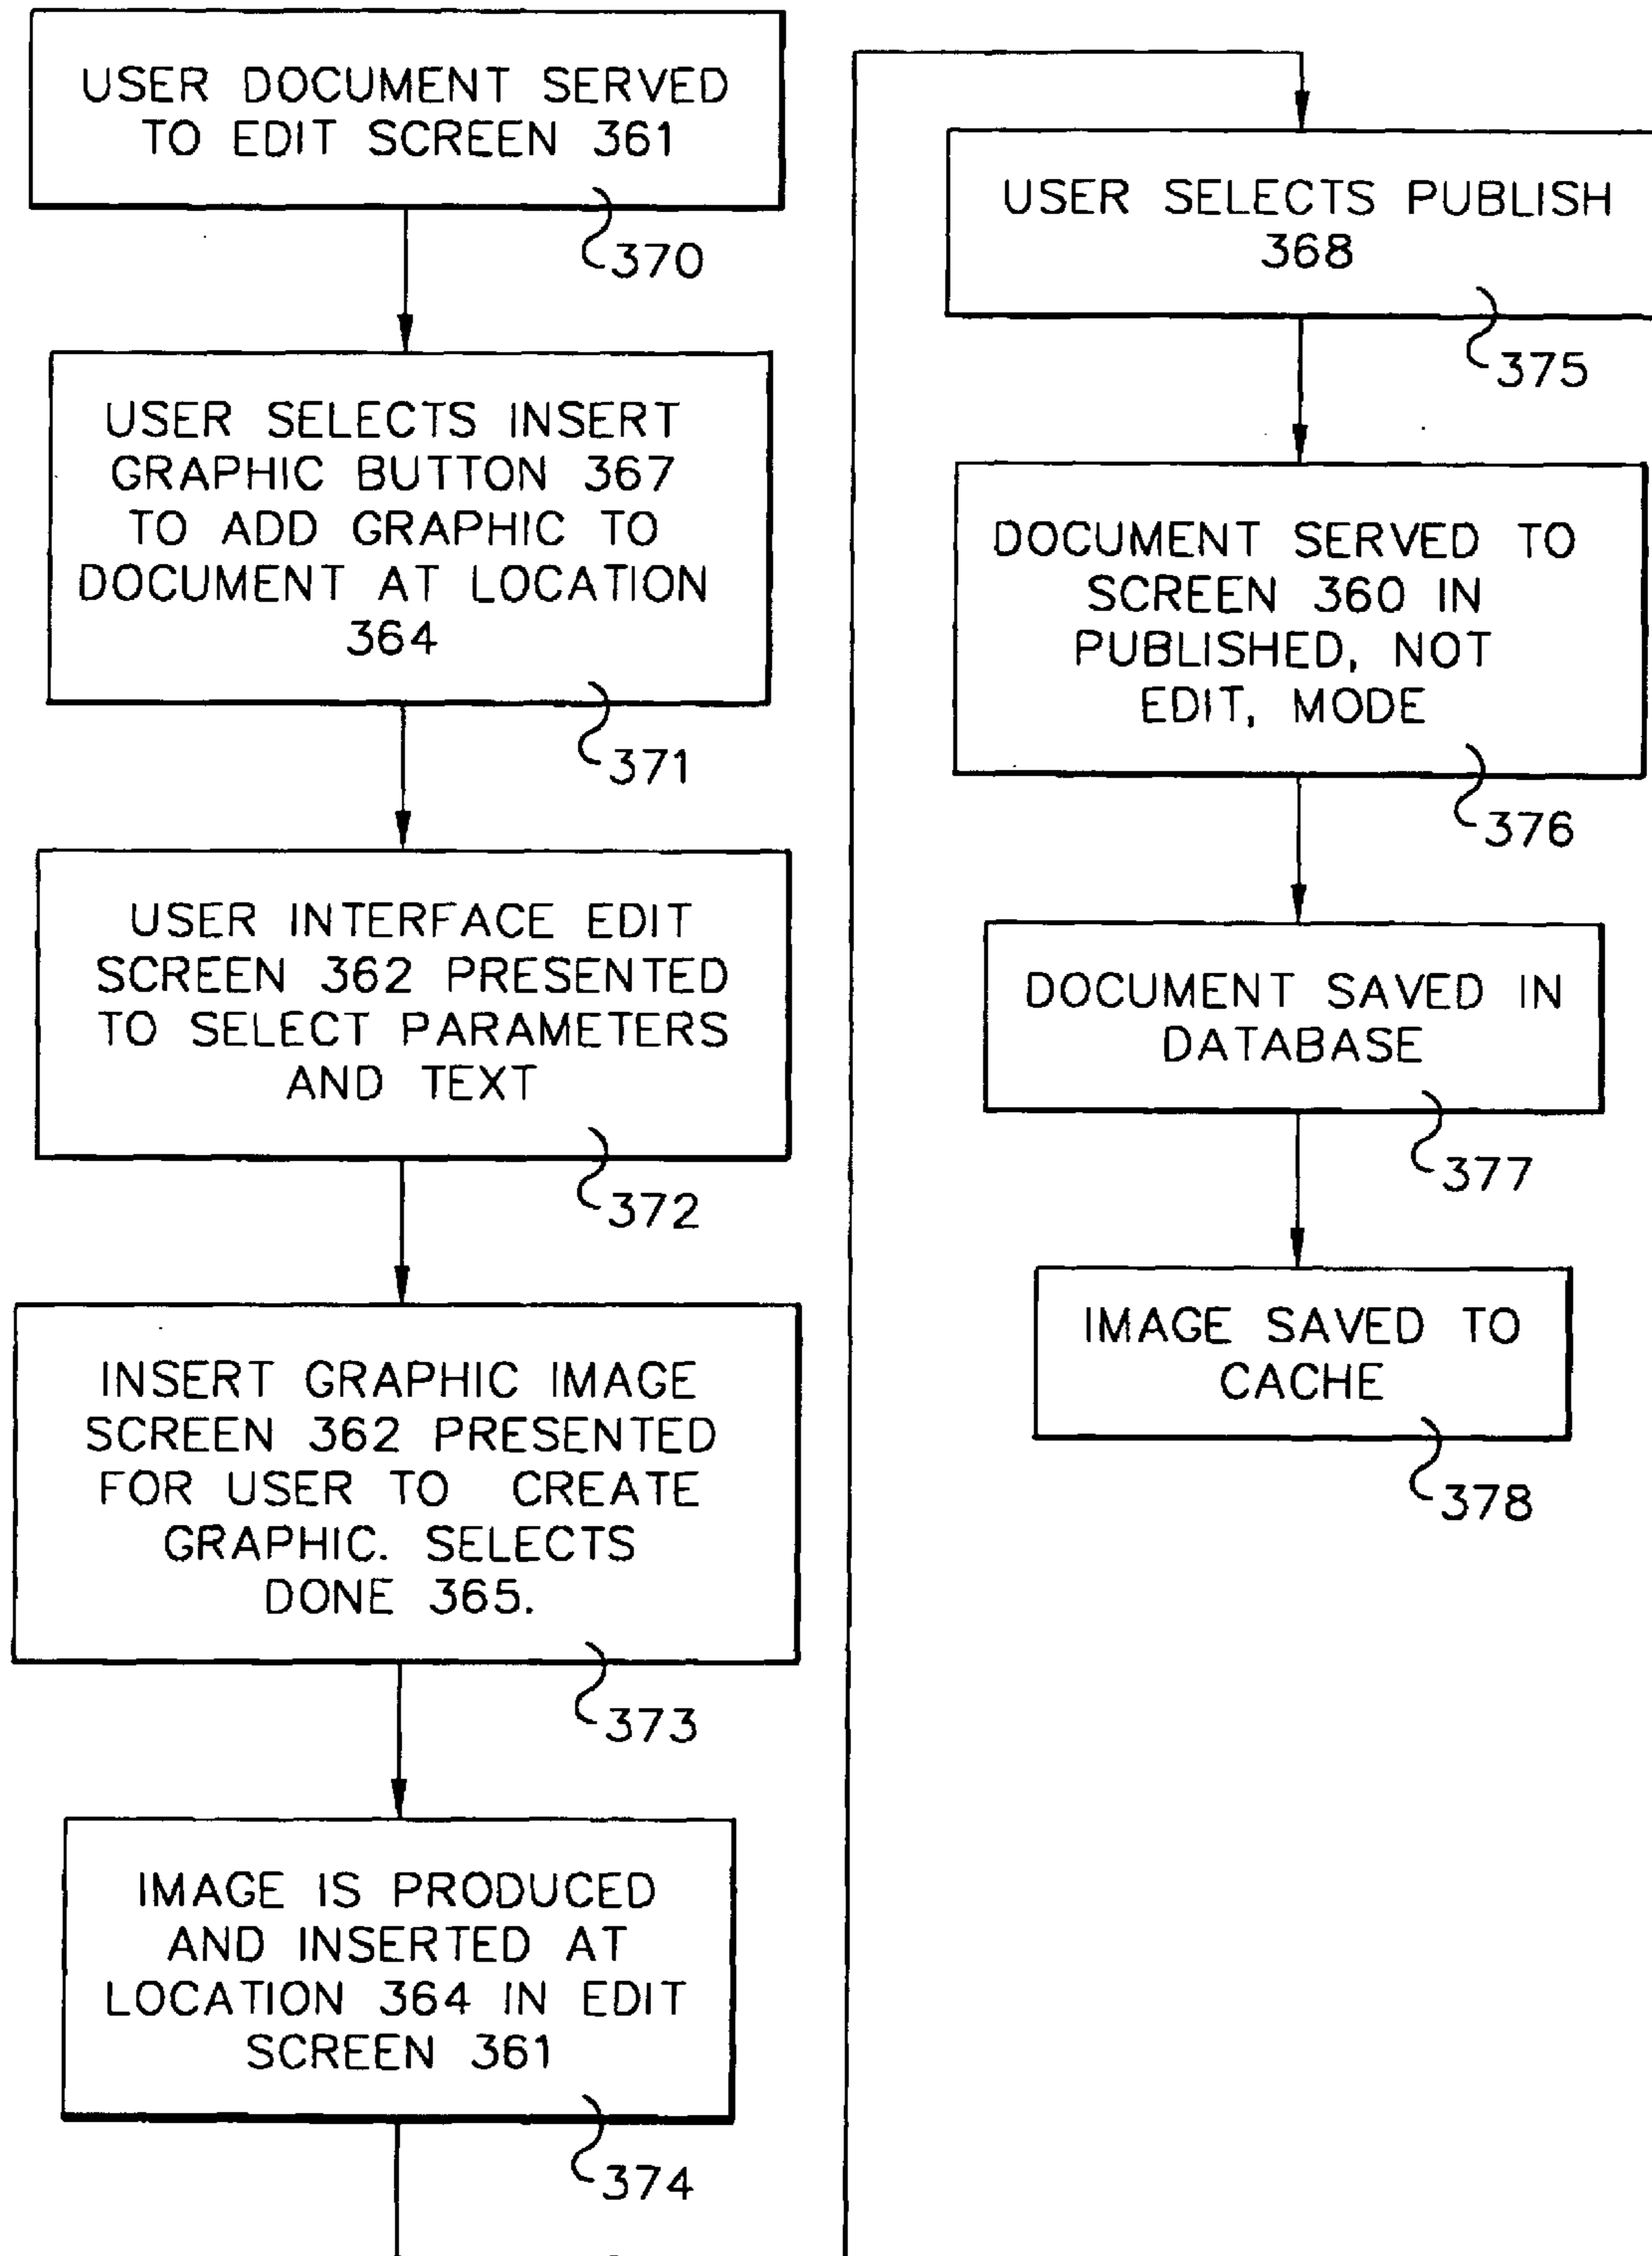 USER DOCUMENT SERVED
TO EDIT SCREEN 361
370
USER SELECTS INSERT
GRAPHIC BUTTON 367
TO ADD GRAPHIC TO
DOCUMENT AT LOCATION
364
371
USER INTERFACE EDIT
SCREEN 362 PRESENTED
TO SELECT PARAMETERS
AND TEXT
372
INSERT GRAPHIC IMAGE
SCREEN 362 PRESENTED
FOR USER TO CREATE
GRAPHIC. SELECTS
DONE 365.
373
IMAGE IS PRODUCED
AND INSERTED AT
LOCATION 364 IN EDIT
SCREEN 361
374
USER SELECTS PUBLISH
368
375
DOCUMENT SERVED TO
SCREEN 360 IN
PUBLISHED, NOT
EDIT, MODE
376
DOCUMENT SAVED IN
DATABASE
377
IMAGE SAVED TO
CACHE
378